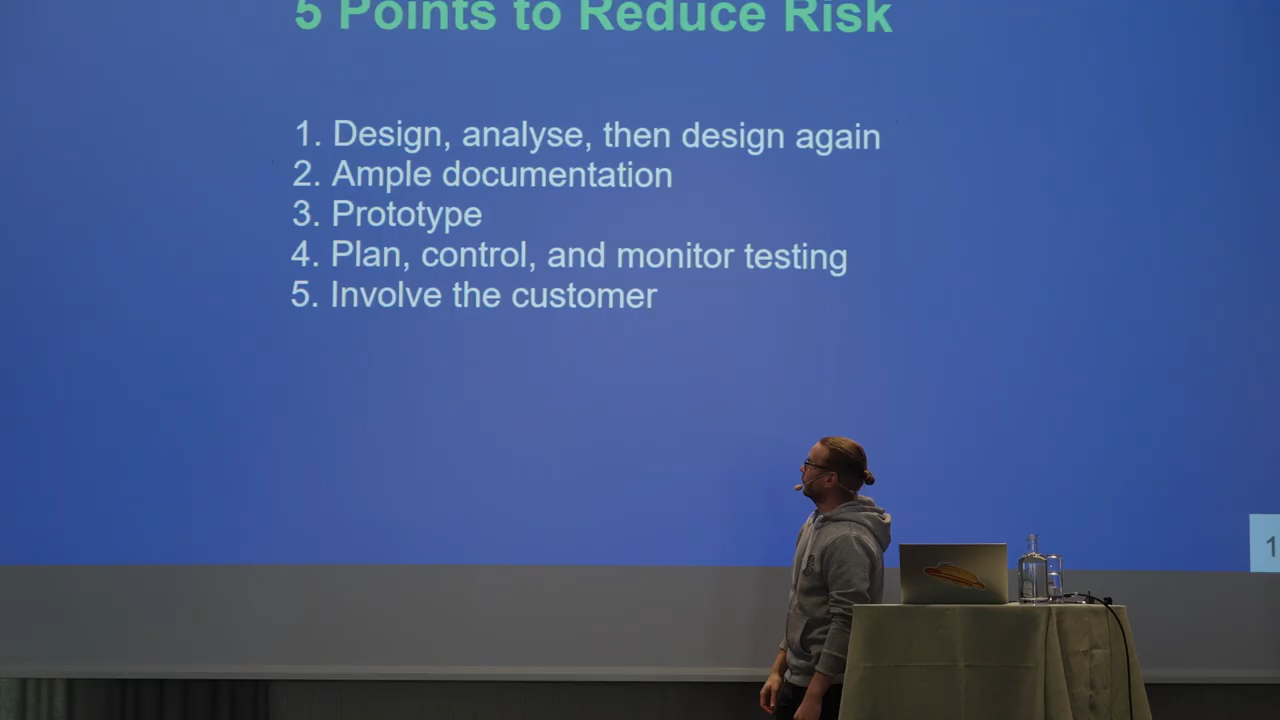 5 Points to Reduce Risk
1. Design, analyse, then design again
2. Ample documentation
3. Prototype
4. Plan, control, and monitor testing
5. Involve the customer
1